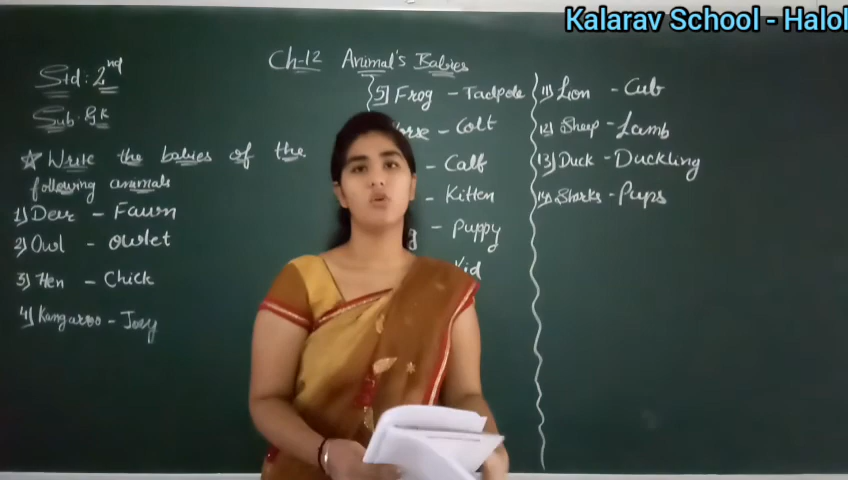 Kalarav School - Halol
Std : 2nd
Sub. GK
Ch-12 Animal's Babies
☆ Write the babies of the
following animals
1) Deer - Fawn
2) Owl - Owlet
3) Hen - Chick
4) Kangaroo - Joey
5) Frog - Tadpole
- Colt
- Calf
- Kitten
- Puppy
Kid
11) Lion - Cub
12) Sheep - Lamb
13) Duck - Duckling
14) Sharks - Pups